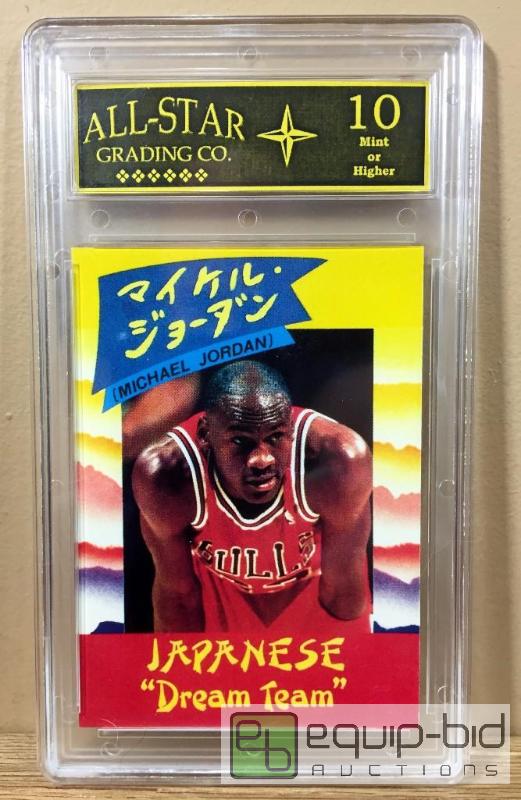 ALL-STAR
GRADING CO.
10
Mint
or
Higher
マイケル・
ジョーダン
(MICHAEL JORDAN)
BULLS
JAPANESE
"Dream Team"
eb equip-bid
AUCTIONS